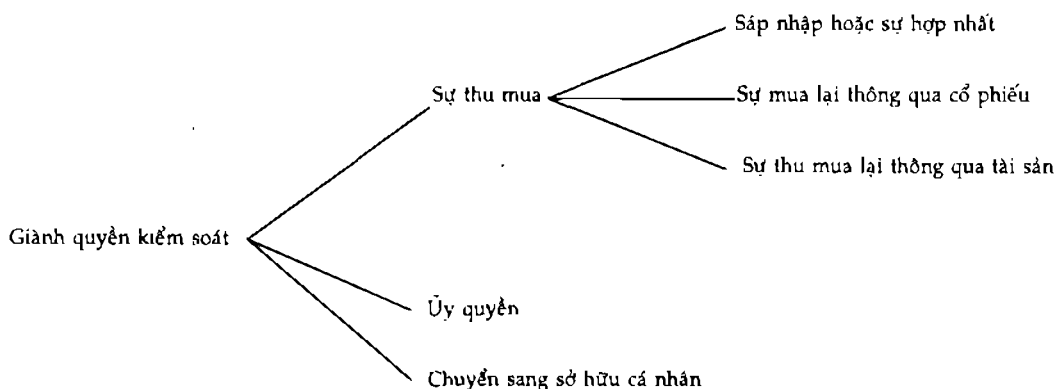 Sáp nhập hoặc sự hợp nhất
Sự thu mua
Sự mua lại thông qua cổ phiếu
Sự thu mua lại thông qua tài sản
Giành quyền kiểm soát
Ủy quyền
Chuyển sang sở hữu cá nhân